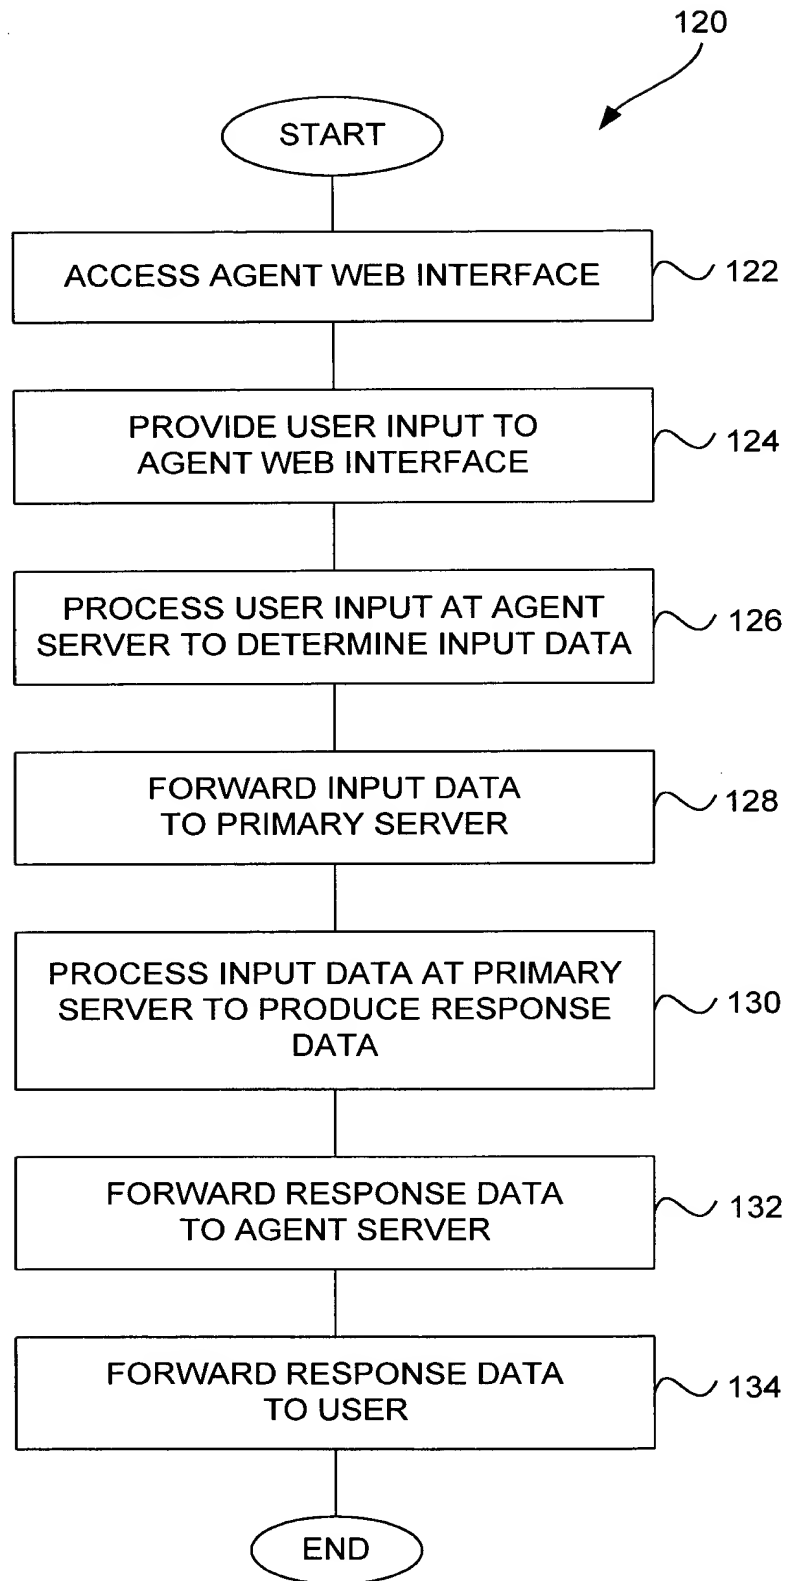 120
START
ACCESS AGENT WEB INTERFACE
122
PROVIDE USER INPUT TO
AGENT WEB INTERFACE
124
PROCESS USER INPUT AT AGENT
SERVER TO DETERMINE INPUT DATA
126
FORWARD INPUT DATA
TO PRIMARY SERVER
128
PROCESS INPUT DATA AT PRIMARY
SERVER TO PRODUCE RESPONSE
DATA
130
FORWARD RESPONSE DATA
TO AGENT SERVER
132
FORWARD RESPONSE DATA
TO USER
134
END